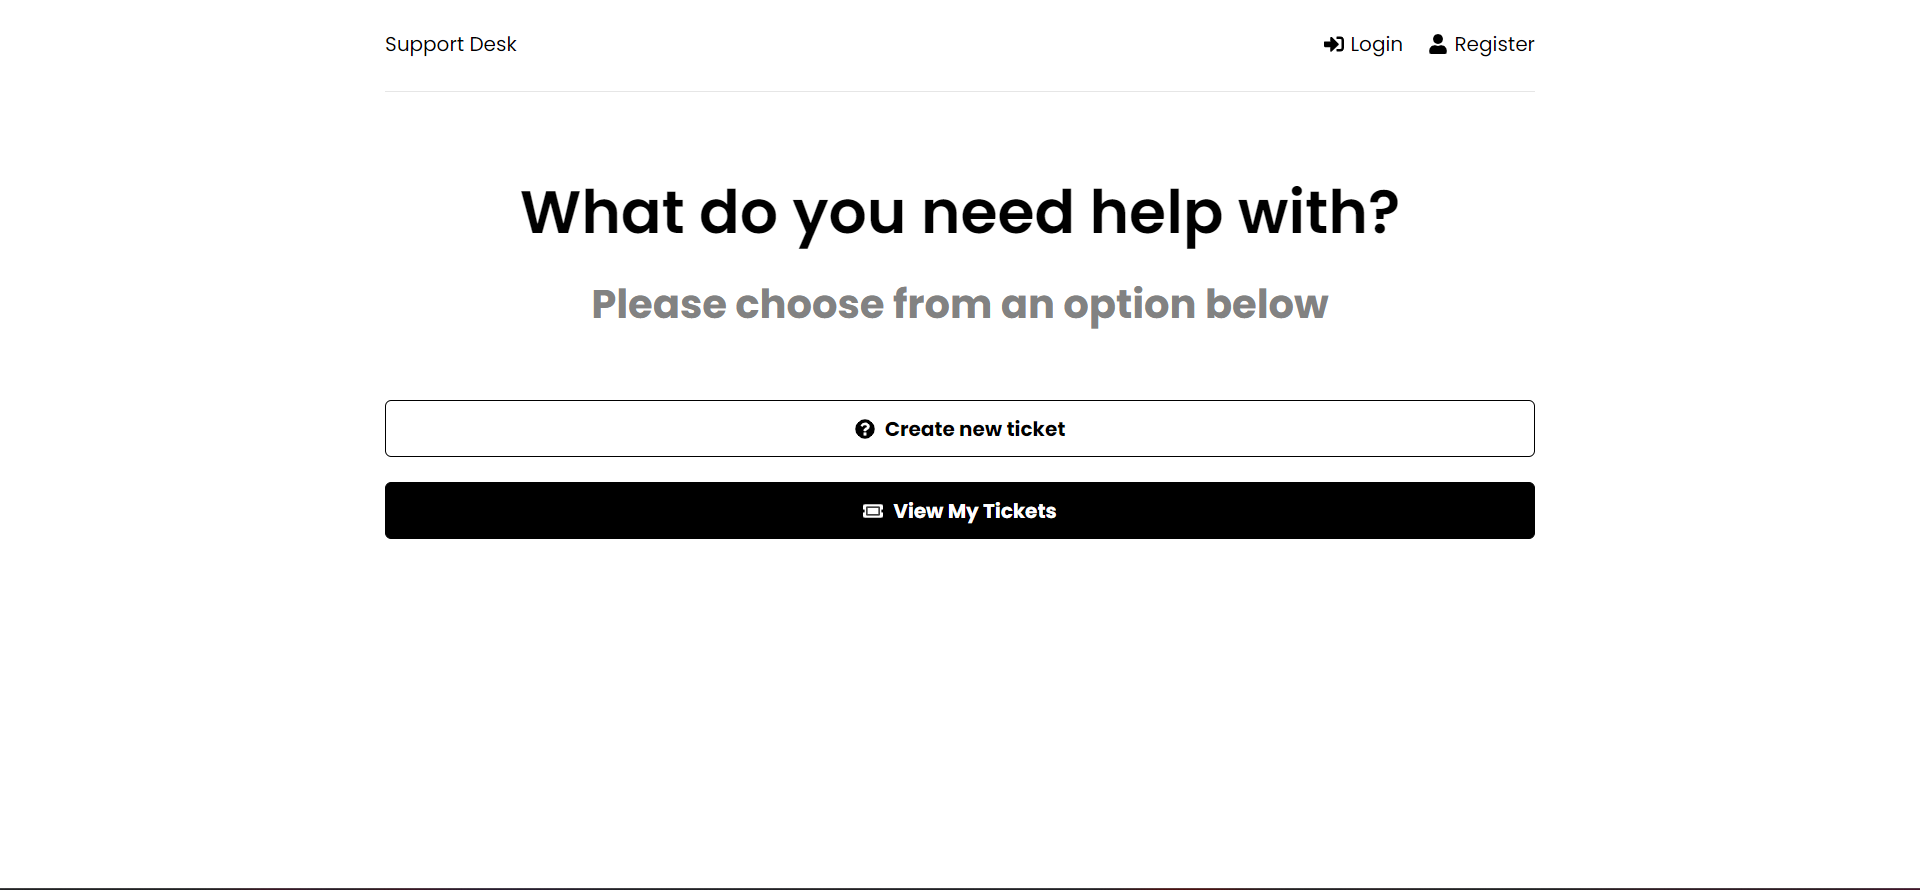 Support Desk
Login
Register
What do you need help with?
Please choose from an option below
Create new ticket
View My Tickets